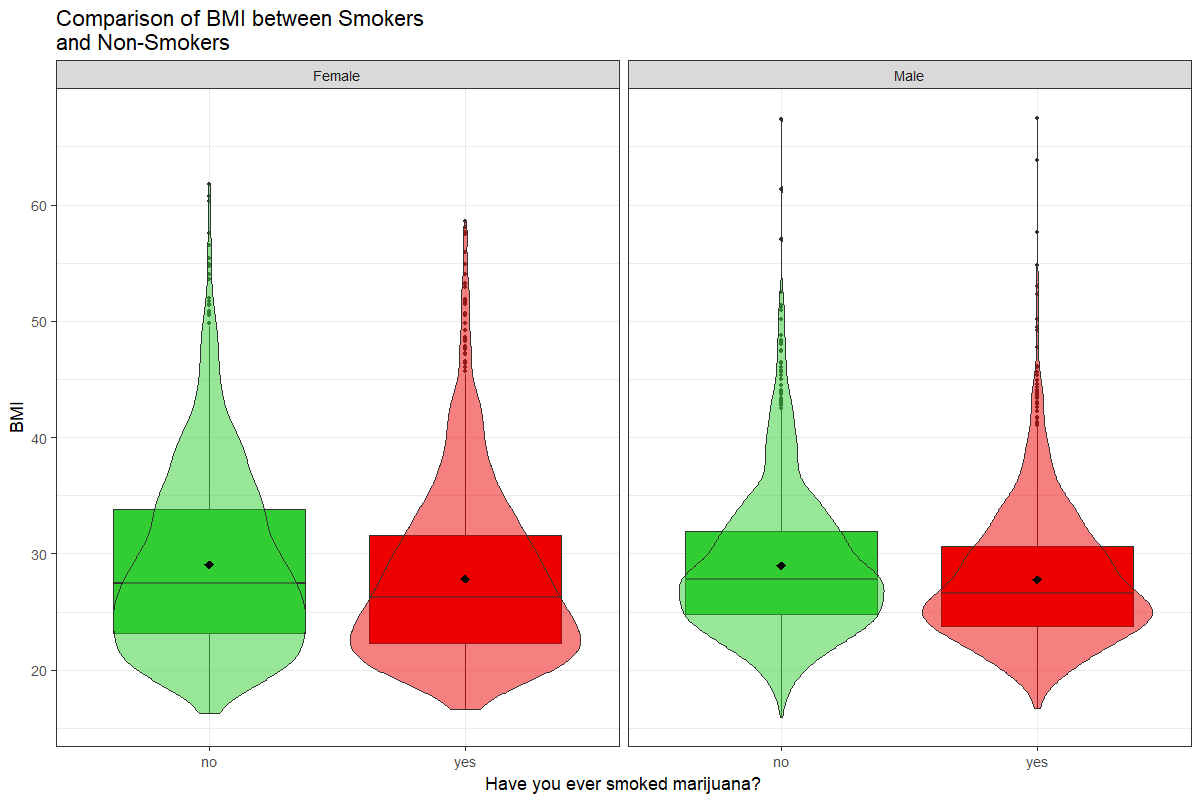 Comparison of BMI between Smokers
and Non-Smokers
Female
Male
BMI
60
50
40
30
20
no
yes
no
yes
Have you ever smoked marijuana?